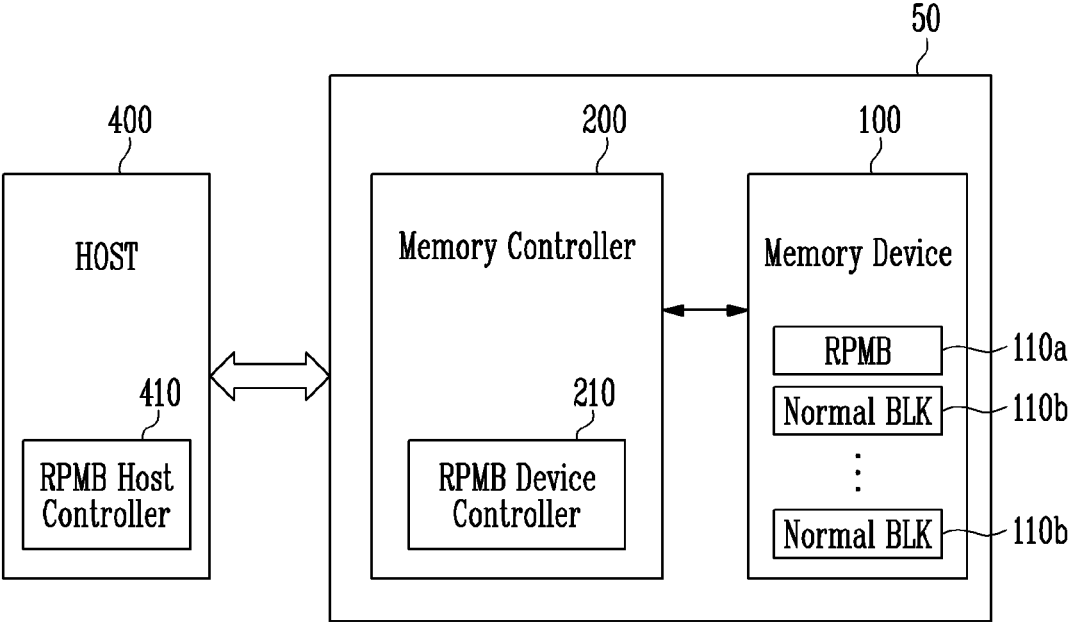 50
400
200
100
HOST
Memory Controller
Memory Device
RPMB
110a
410
210
Normal BLK
110b
RPMB Host
Controller
RPMB Device
Controller
Normal BLK
110b